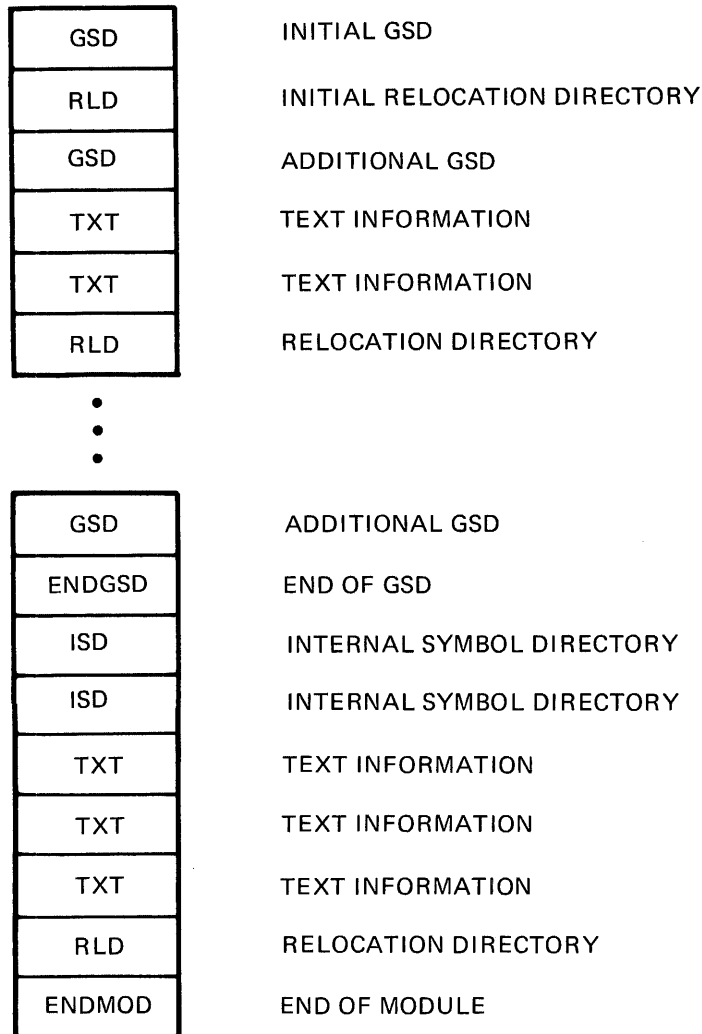 GSD INITIAL GSD
RLD INITIAL RELOCATION DIRECTORY
GSD ADDITIONAL GSD
TXT TEXT INFORMATION
TXT TEXT INFORMATION
RLD RELOCATION DIRECTORY
GSD ADDITIONAL GSD
ENDGSD END OF GSD
ISD INTERNAL SYMBOL DIRECTORY
ISD INTERNAL SYMBOL DIRECTORY
TXT TEXT INFORMATION
TXT TEXT INFORMATION
TXT TEXT INFORMATION
RLD RELOCATION DIRECTORY
ENDMOD END OF MODULE